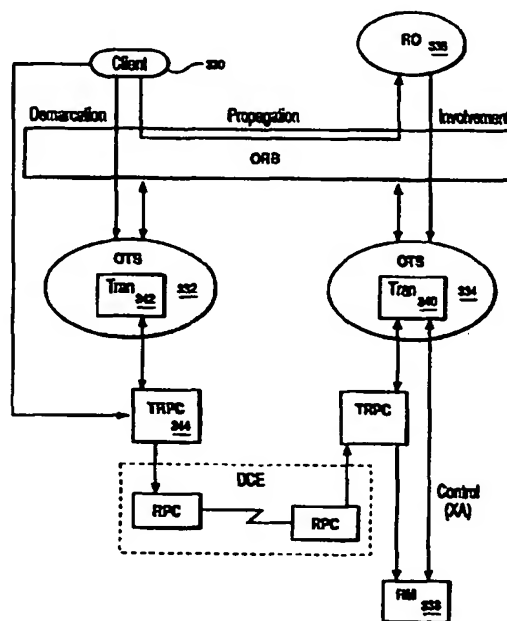 Client
330
RO 336
Demarcation
Propagation
Involvement
ORB
OTS
Tran
342
332
OTS
Tran
340
334
TRPC
344
TRPC
DCE
RPC
RPC
Control
(XA)
RM 338